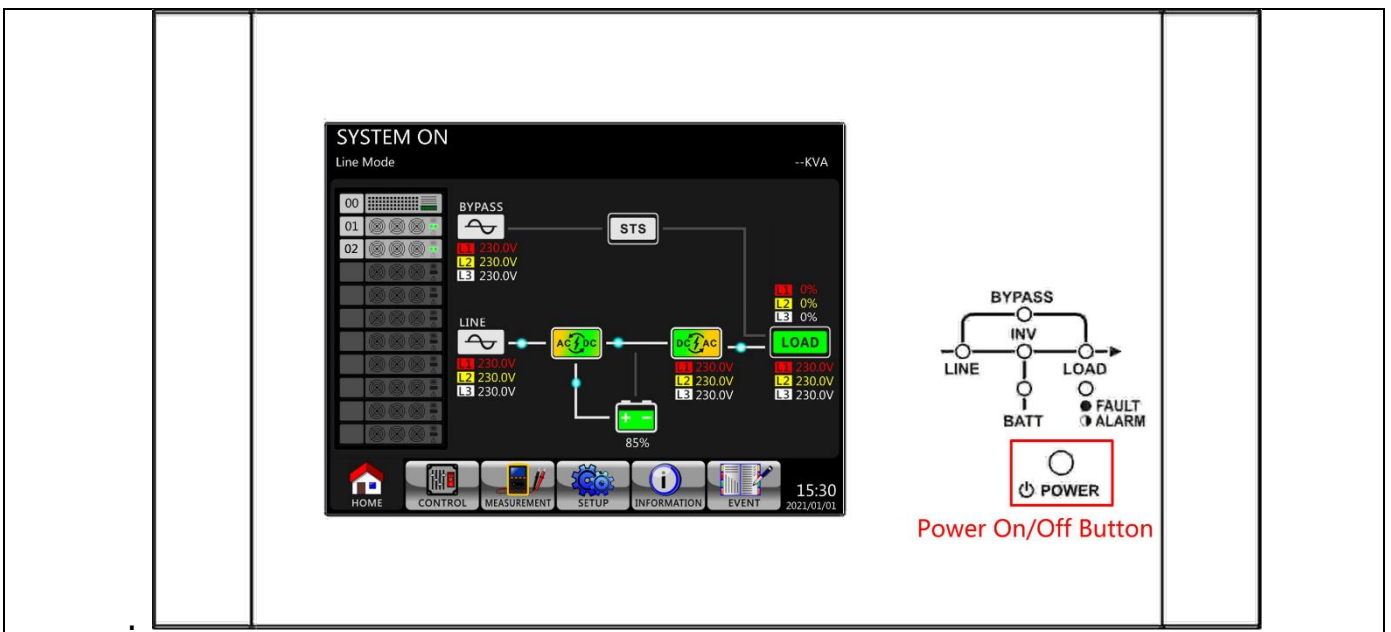 SYSTEM ON
Line Mode
--KVA
00
01
02
BYPASS
STS
L1 230.0V
L2 230.0V
L3 230.0V
L1 0%
L2 0%
L3 0%
LINE
AC DC
DC AC
LOAD
L1 230.0V
L2 230.0V
L3 230.0V
L1 230.0V
L2 230.0V
L3 230.0V
L1 230.0V
L2 230.0V
L3 230.0V
+ -
85%
HOME
CONTROL
MEASUREMENT
SETUP
INFORMATION
EVENT
15:30
2021/01/01
BYPASS
INV
LINE
LOAD
BATT
FAULT
ALARM
POWER
Power On/Off Button